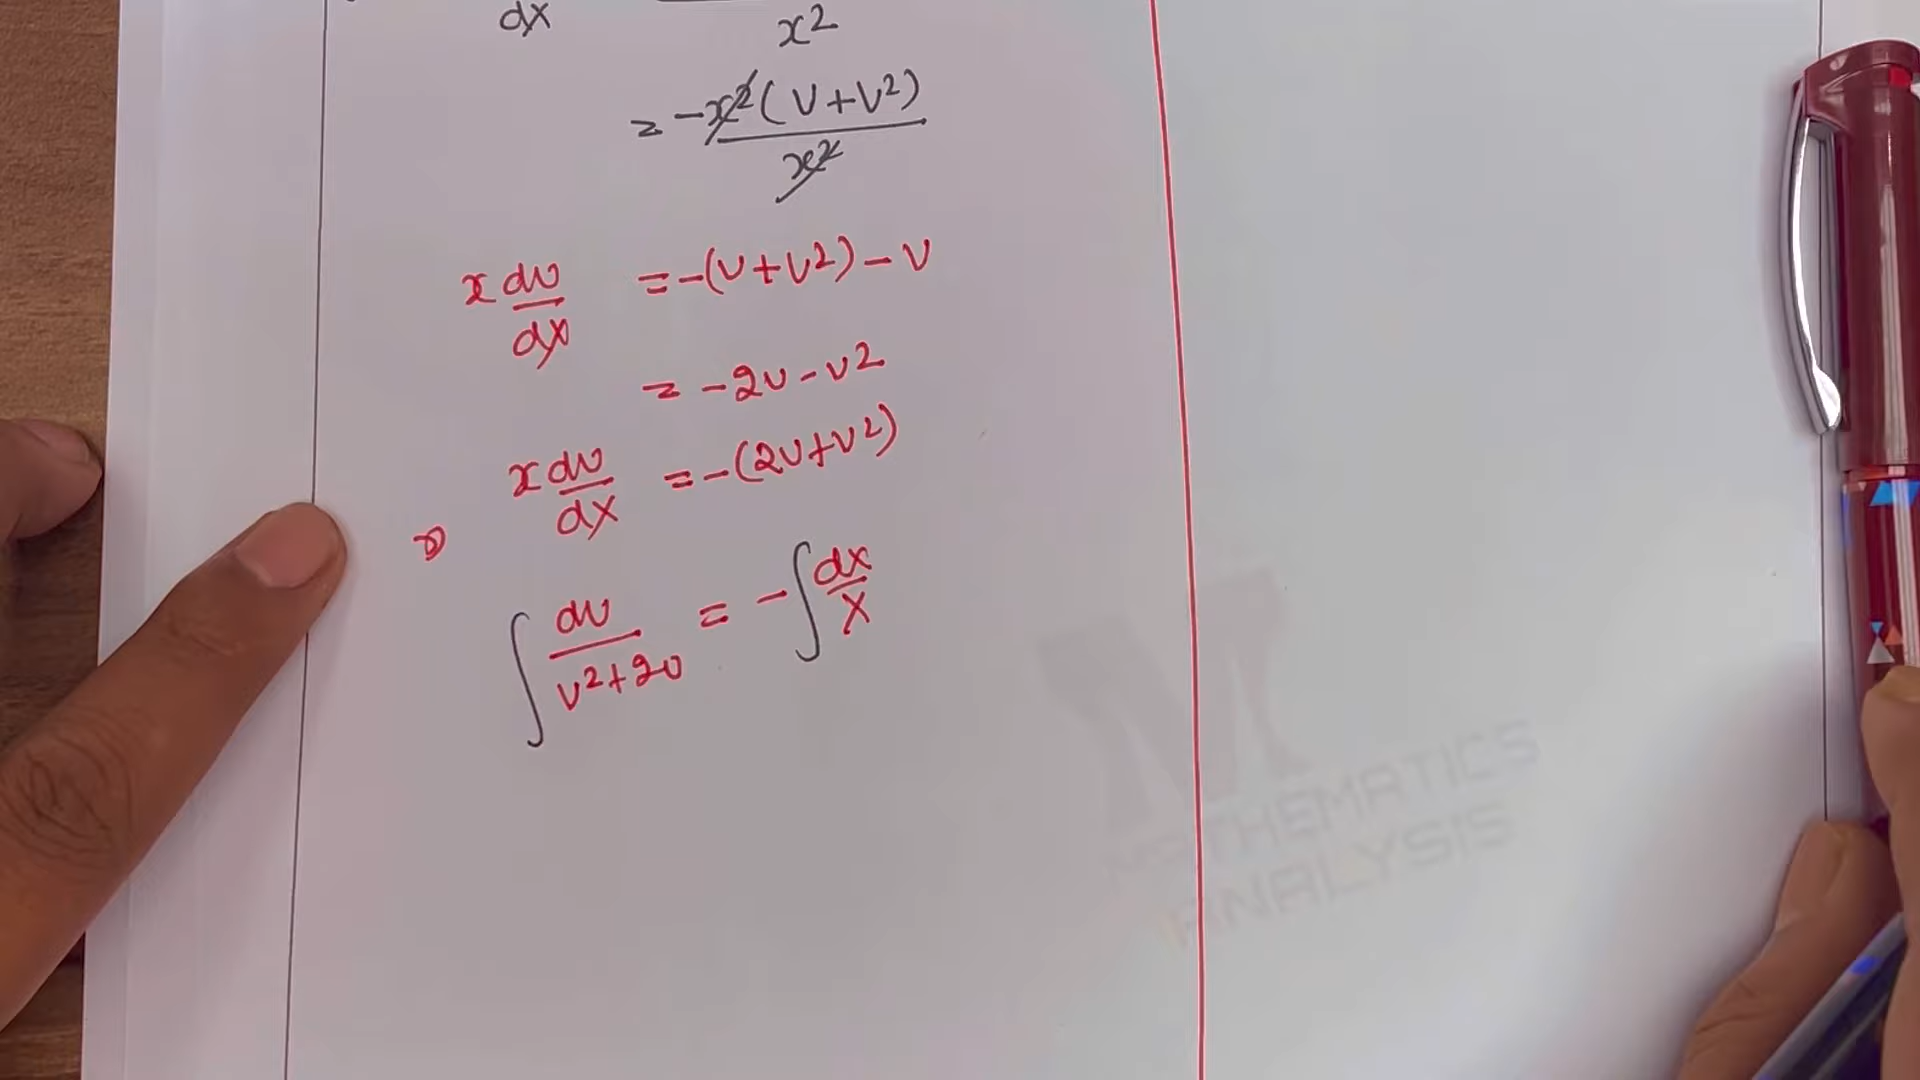 dx x2
= -x2(v+v2)
x2
x dv = -(v+v2)-v
dx
= -2v-v2
x dv = -(2v+v2)
dx
∫ dv = -∫ dx
v2+2v x
MATHEMATICS
ANALYSIS